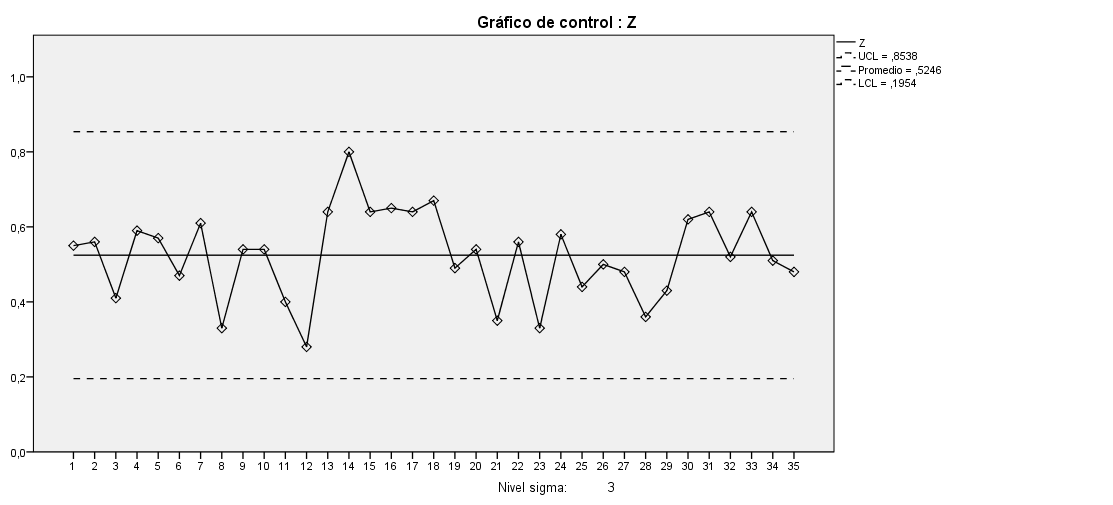 Gráfico de control : Z
Z
UCL = ,8538
Promedio = ,5246
LCL = ,1954
1,0
0,8
0,6
0,4
0,2
0,0
1 2 3 4 5 6 7 8 9 10 11 12 13 14 15 16 17 18 19 20 21 22 23 24 25 26 27 28 29 30 31 32 33 34 35
Nivel sigma: 3